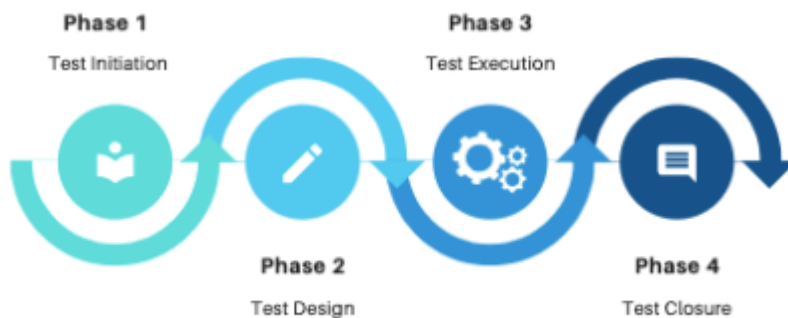 Phase 1
Test Initiation
Phase 2
Test Design
Phase 3
Test Execution
Phase 4
Test Closure